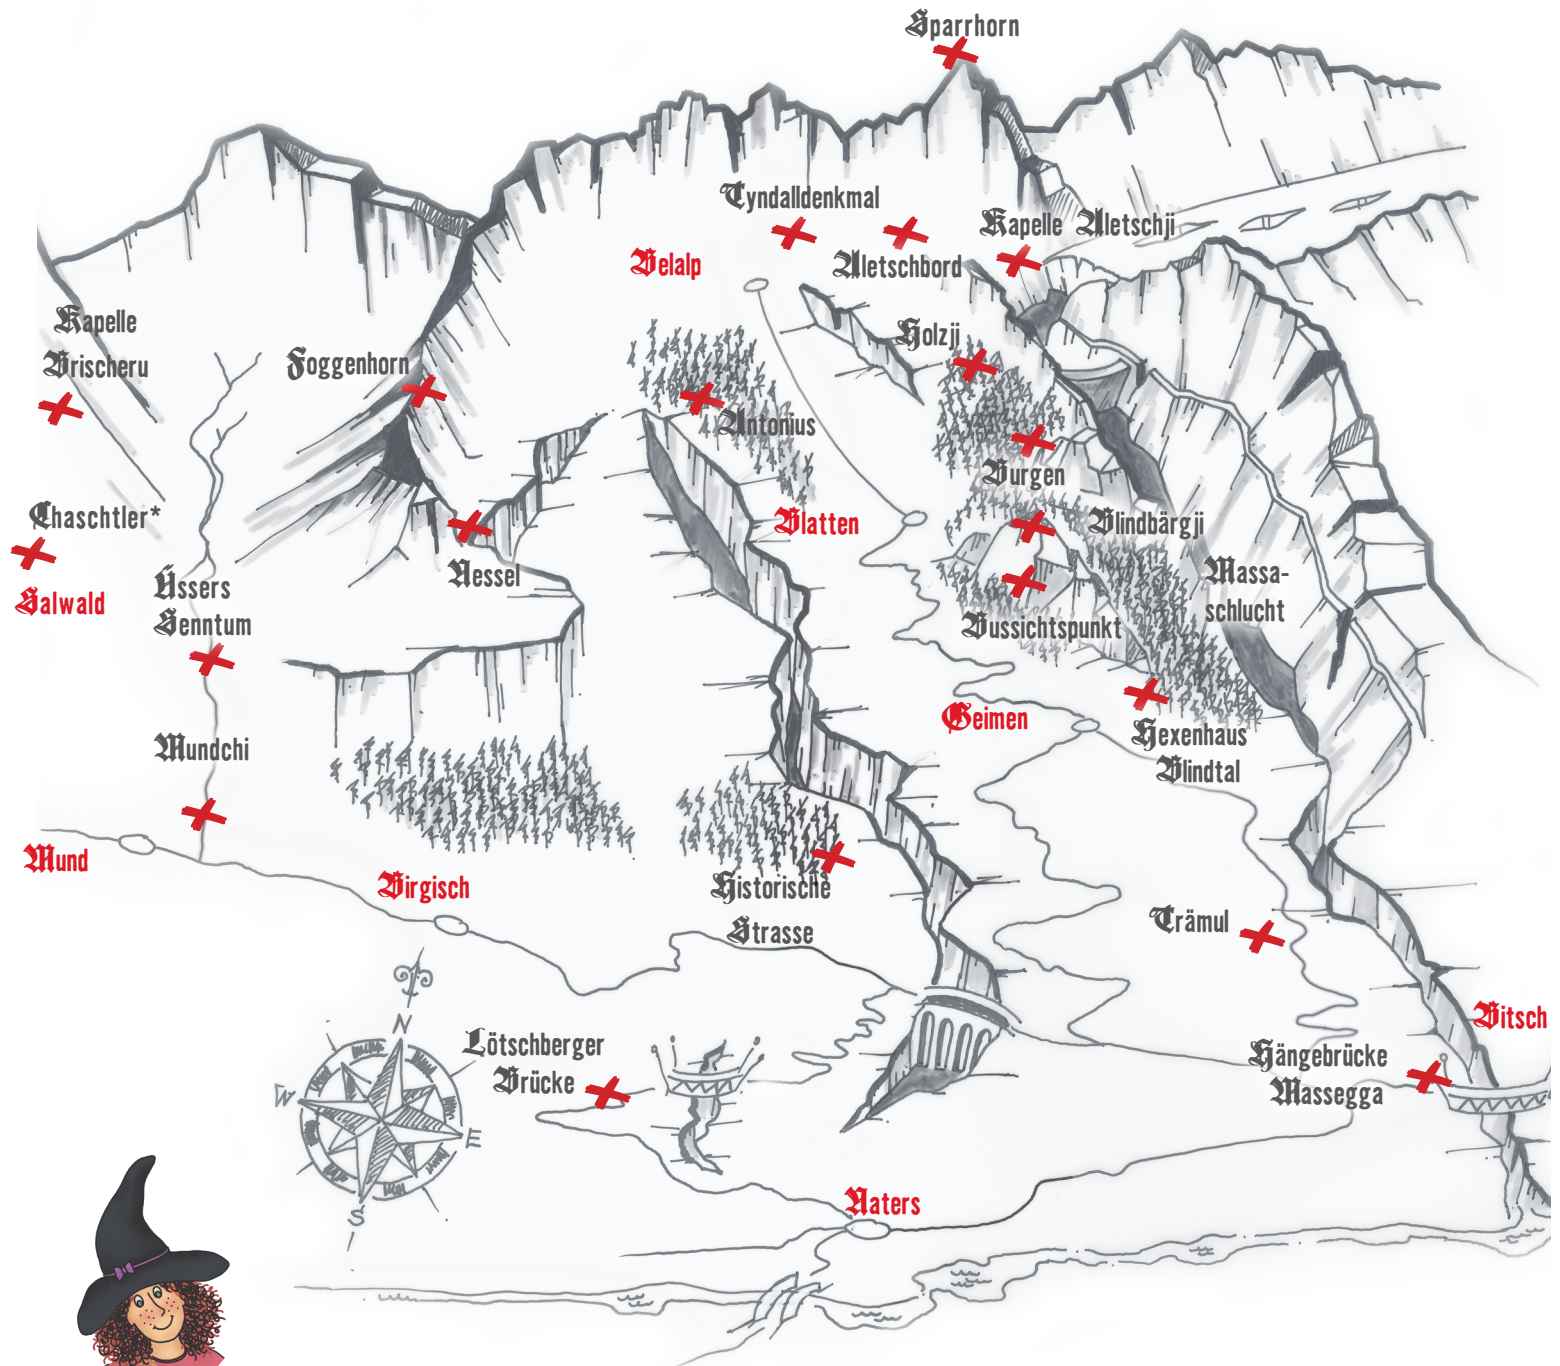 Sparrhorn
Tyndalldenkmal
Kapelle Aletschji
Belalp
Aletschbord
Kapelle
Brischeru
Foggenhorn
Holzji
Antonius
Burgen
Chaschtler*
Blatten
Blindbärgji
Salwald
Üssers
Senntum
Nessel
Massa-
schlucht
Bussichtspunkt
Geimen
Hexenhaus
Blindtal
Mundchi
Mund
Birgisch
Historische
Strasse
Trämul
Bitsch
Lötschberger
Brücke
Hängebrücke
Massegga
N
W
E
S
Naters